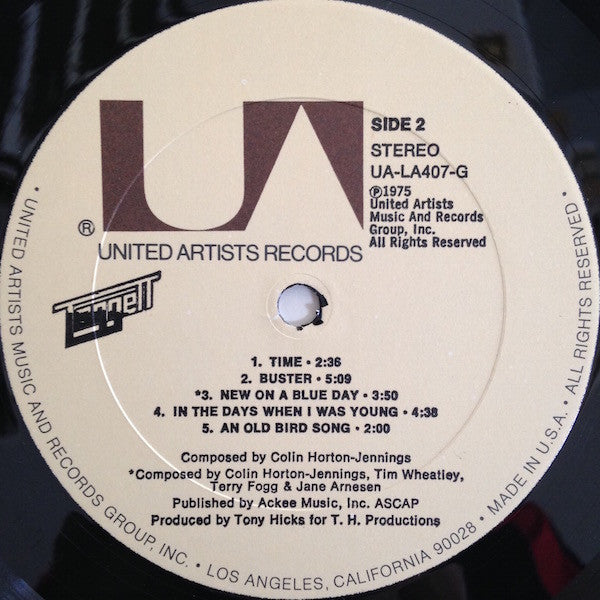 UA
SIDE 2
STEREO
UA-LA407-G
℗1975
United Artists
Music And Records
Group, Inc.
All Rights Reserved
®
UNITED ARTISTS RECORDS
1. TIME • 2:36
2. BUSTER • 5:09
*3. NEW ON A BLUE DAY • 3:50
4. IN THE DAYS WHEN I WAS YOUNG • 4:38
5. AN OLD BIRD SONG • 2:00
Composed by Colin Horton-Jennings
*Composed by Colin Horton-Jennings, Tim Wheatley,
Terry Fogg & Jane Arnesen
Published by Ackee Music, Inc. ASCAP
Produced by Tony Hicks for T. H. Productions
• UNITED ARTISTS MUSIC AND RECORDS GROUP, INC. • LOS ANGELES, CALIFORNIA 90028 • MADE IN U.S.A. • ALL RIGHTS RESERVED •